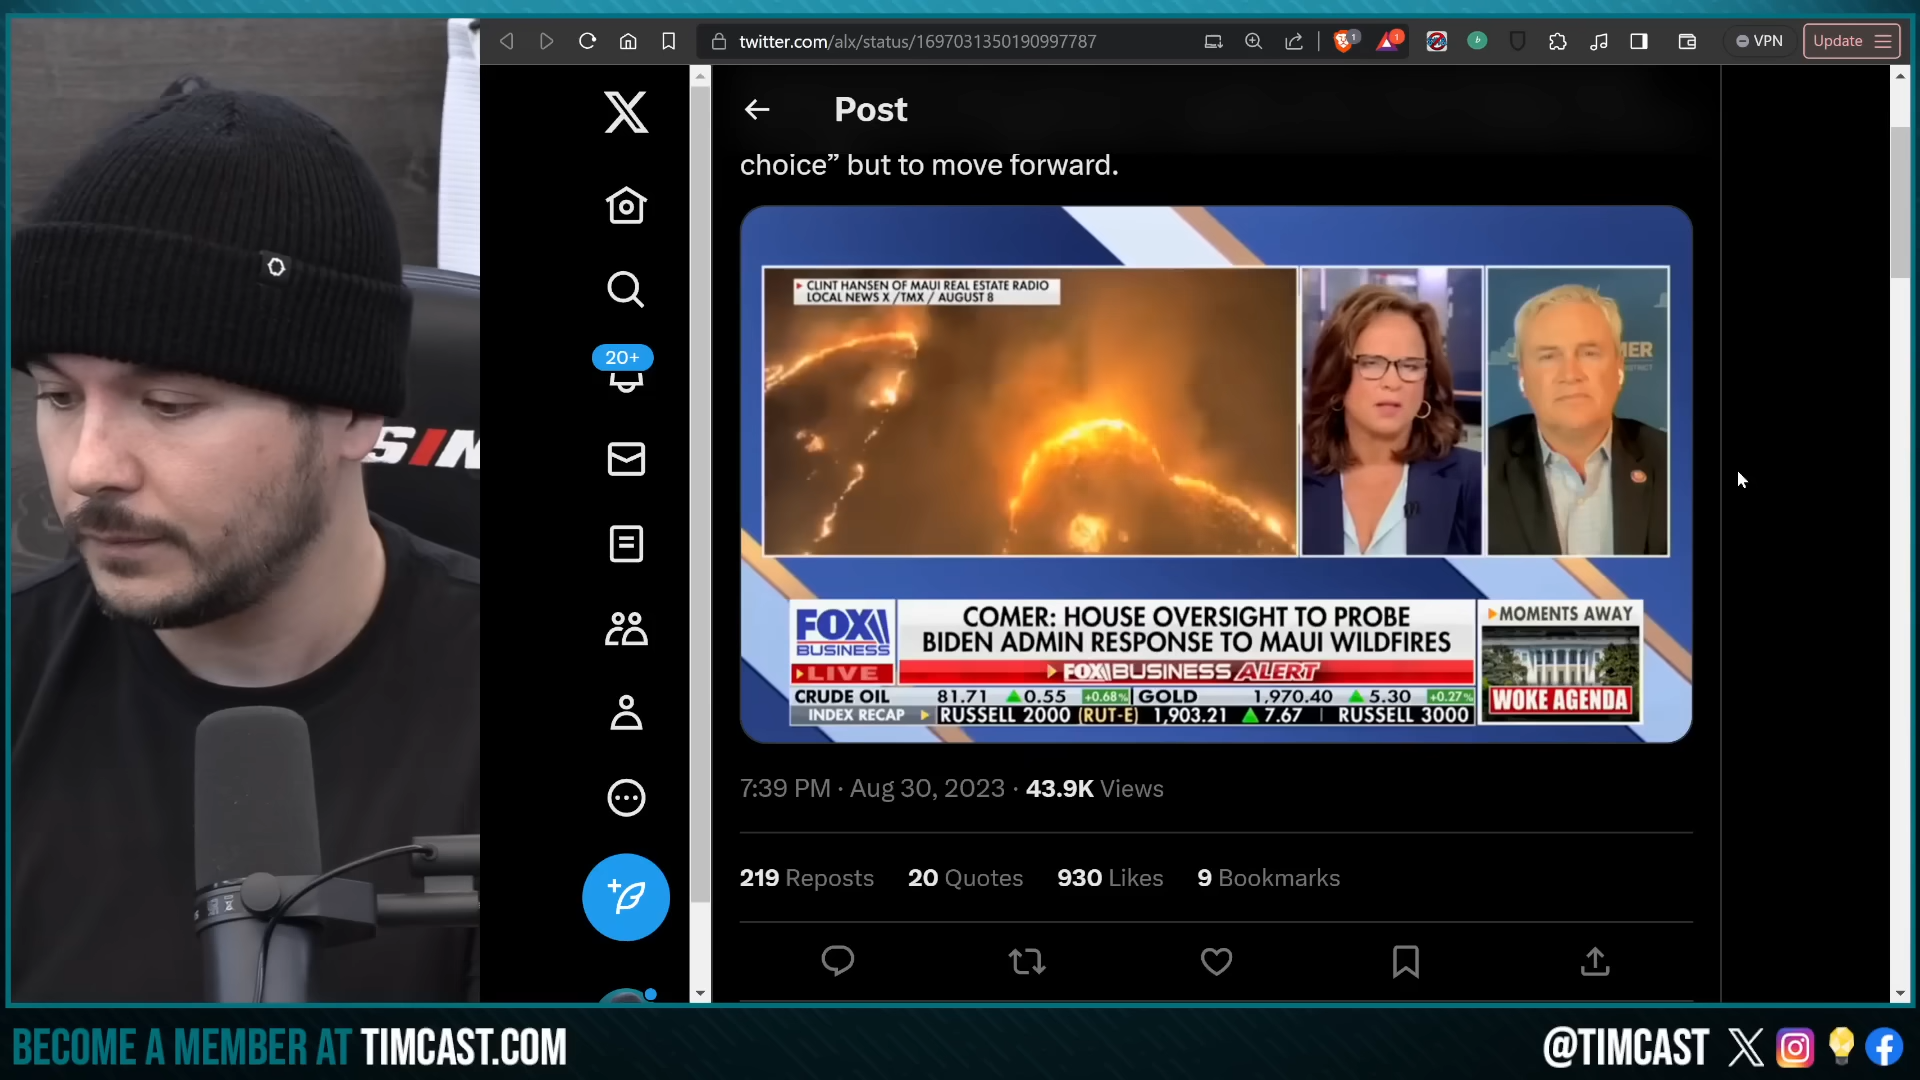 twitter.com/alx/status/1697031350190997787
1
1
b
VPN
Update
Post
choice” but to move forward.
20+
SIN
CLINT HANSEN OF MAUI REAL ESTATE RADIO
LOCAL NEWS X /TMX / AUGUST 8
MER
FOX
BUSINESS
LIVE
COMER: HOUSE OVERSIGHT TO PROBE
BIDEN ADMIN RESPONSE TO MAUI WILDFIRES
FOX BUSINESS ALERT
MOMENTS AWAY
WOKE AGENDA
CRUDE OIL 81.71 ▲0.55 +0.68% GOLD 1,970.40 ▲ 5.30 +0.27%
INDEX RECAP RUSSELL 2000 (RUT-E) 1,903.21 ▲ 7.67 | RUSSELL 3000
7:39 PM · Aug 30, 2023 · 43.9K Views
219 Reposts 20 Quotes 930 Likes 9 Bookmarks
BECOME A MEMBER AT TIMCAST.COM
@TIMCAST